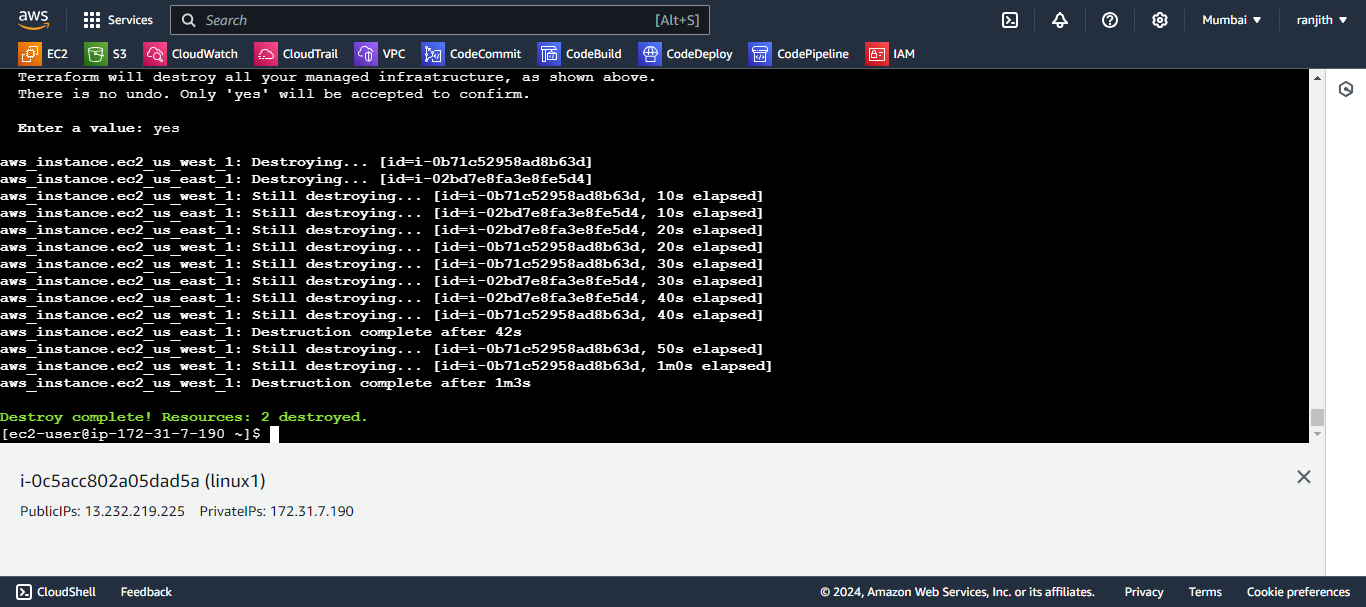 aws Services Search [Alt+S] Mumbai ranjith
EC2 S3 CloudWatch CloudTrail VPC CodeCommit CodeBuild CodeDeploy CodePipeline IAM
Terraform will destroy all your managed infrastructure, as shown above.
There is no undo. Only 'yes' will be accepted to confirm.
Enter a value: yes
aws_instance.ec2_us_west_1: Destroying... [id=i-0b71c52958ad8b63d]
aws_instance.ec2_us_east_1: Destroying... [id=i-02bd7e8fa3e8fe5d4]
aws_instance.ec2_us_west_1: Still destroying... [id=i-0b71c52958ad8b63d, 10s elapsed]
aws_instance.ec2_us_east_1: Still destroying... [id=i-02bd7e8fa3e8fe5d4, 10s elapsed]
aws_instance.ec2_us_east_1: Still destroying... [id=i-02bd7e8fa3e8fe5d4, 20s elapsed]
aws_instance.ec2_us_west_1: Still destroying... [id=i-0b71c52958ad8b63d, 20s elapsed]
aws_instance.ec2_us_west_1: Still destroying... [id=i-0b71c52958ad8b63d, 30s elapsed]
aws_instance.ec2_us_east_1: Still destroying... [id=i-02bd7e8fa3e8fe5d4, 30s elapsed]
aws_instance.ec2_us_east_1: Still destroying... [id=i-02bd7e8fa3e8fe5d4, 40s elapsed]
aws_instance.ec2_us_west_1: Still destroying... [id=i-0b71c52958ad8b63d, 40s elapsed]
aws_instance.ec2_us_east_1: Destruction complete after 42s
aws_instance.ec2_us_west_1: Still destroying... [id=i-0b71c52958ad8b63d, 50s elapsed]
aws_instance.ec2_us_west_1: Still destroying... [id=i-0b71c52958ad8b63d, 1m0s elapsed]
aws_instance.ec2_us_west_1: Destruction complete after 1m3s
Destroy complete! Resources: 2 destroyed.
[ec2-user@ip-172-31-7-190 ~]$
i-0c5acc802a05dad5a (linux1)
PublicIPs: 13.232.219.225 PrivateIPs: 172.31.7.190
CloudShell Feedback © 2024, Amazon Web Services, Inc. or its affiliates. Privacy Terms Cookie preferences